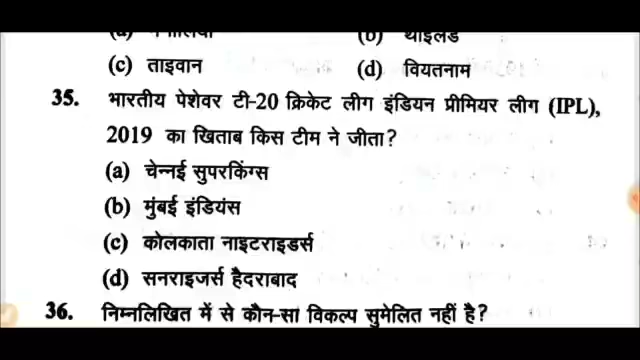 (b) थाइलैंड
(c) ताइवान (d) वियतनाम
35. भारतीय पेशेवर टी-20 क्रिकेट लीग इंडियन प्रीमियर लीग (IPL),
2019 का खिताब किस टीम ने जीता?
(a) चेन्नई सुपरकिंग्स
(b) मुंबई इंडियंस
(c) कोलकाता नाइटराइडर्स
(d) सनराइजर्स हैदराबाद
36. निम्नलिखित में से कौन-सा विकल्प सुमेलित नहीं है?